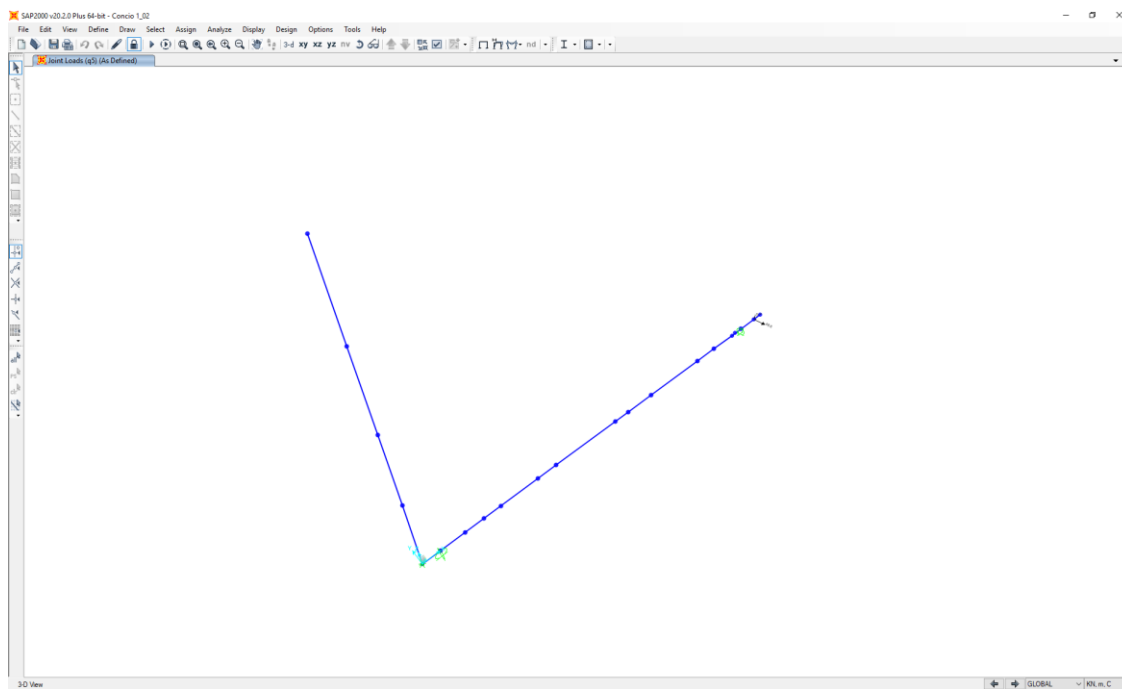 SAP2000 v20.2.0 Plus 64-bit - Concio 1_02
File Edit View Define Draw Select Assign Analyze Display Design Options Tools Help
3-d xy xz yz nv nd
Joint Loads (q5) (As Defined)
3-D View
GLOBAL
KN, m, C